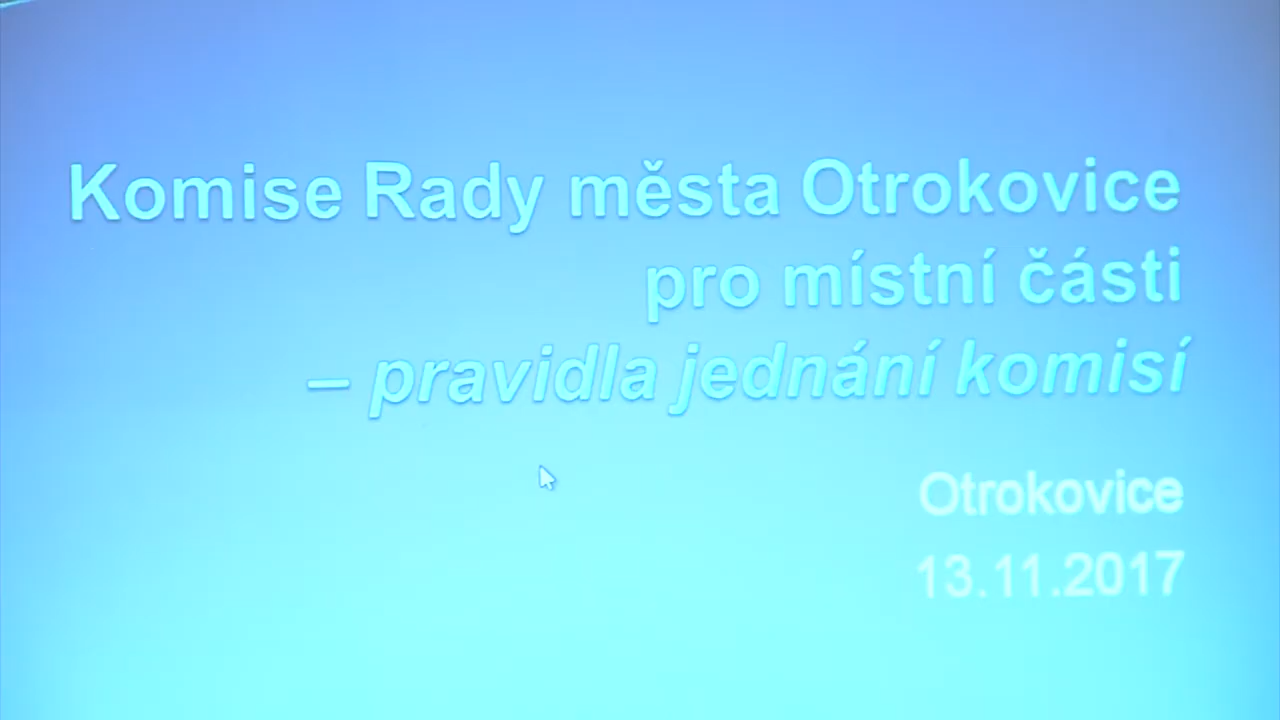 Komise Rady města Otrokovice
pro místní části
– pravidla jednání komisí
Otrokovice
13.11.2017